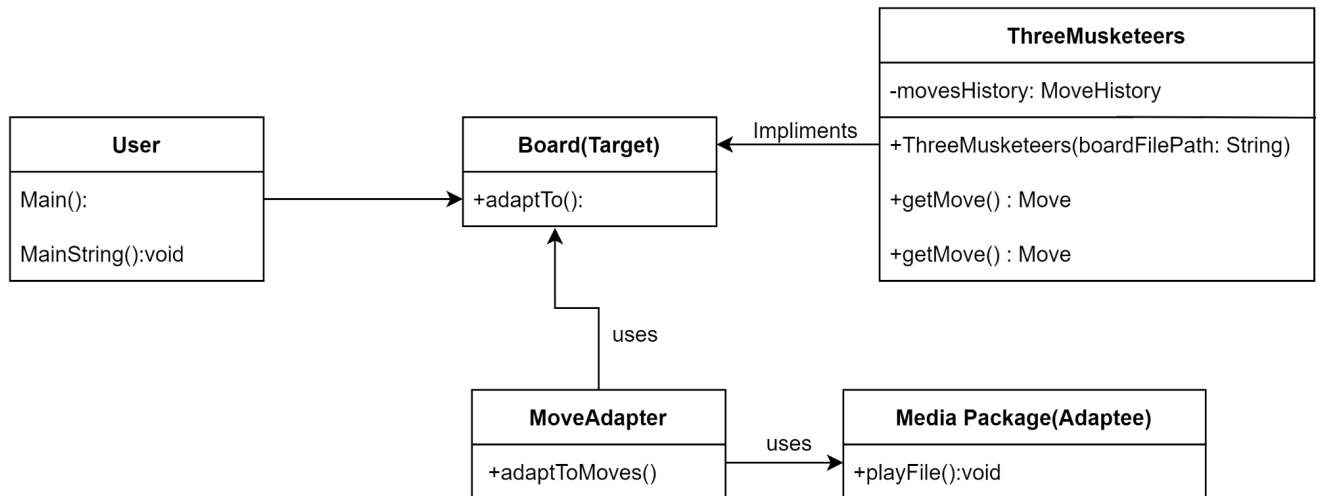 ThreeMusketeers
-movesHistory: MoveHistory
+ThreeMusketeers(boardFilePath: String)
+getMove() : Move
+getMove() : Move
Impliments
User
Main():
MainString():void
Board(Target)
+adaptTo():
uses
MoveAdapter
+adaptToMoves()
uses
Media Package(Adaptee)
+playFile():void